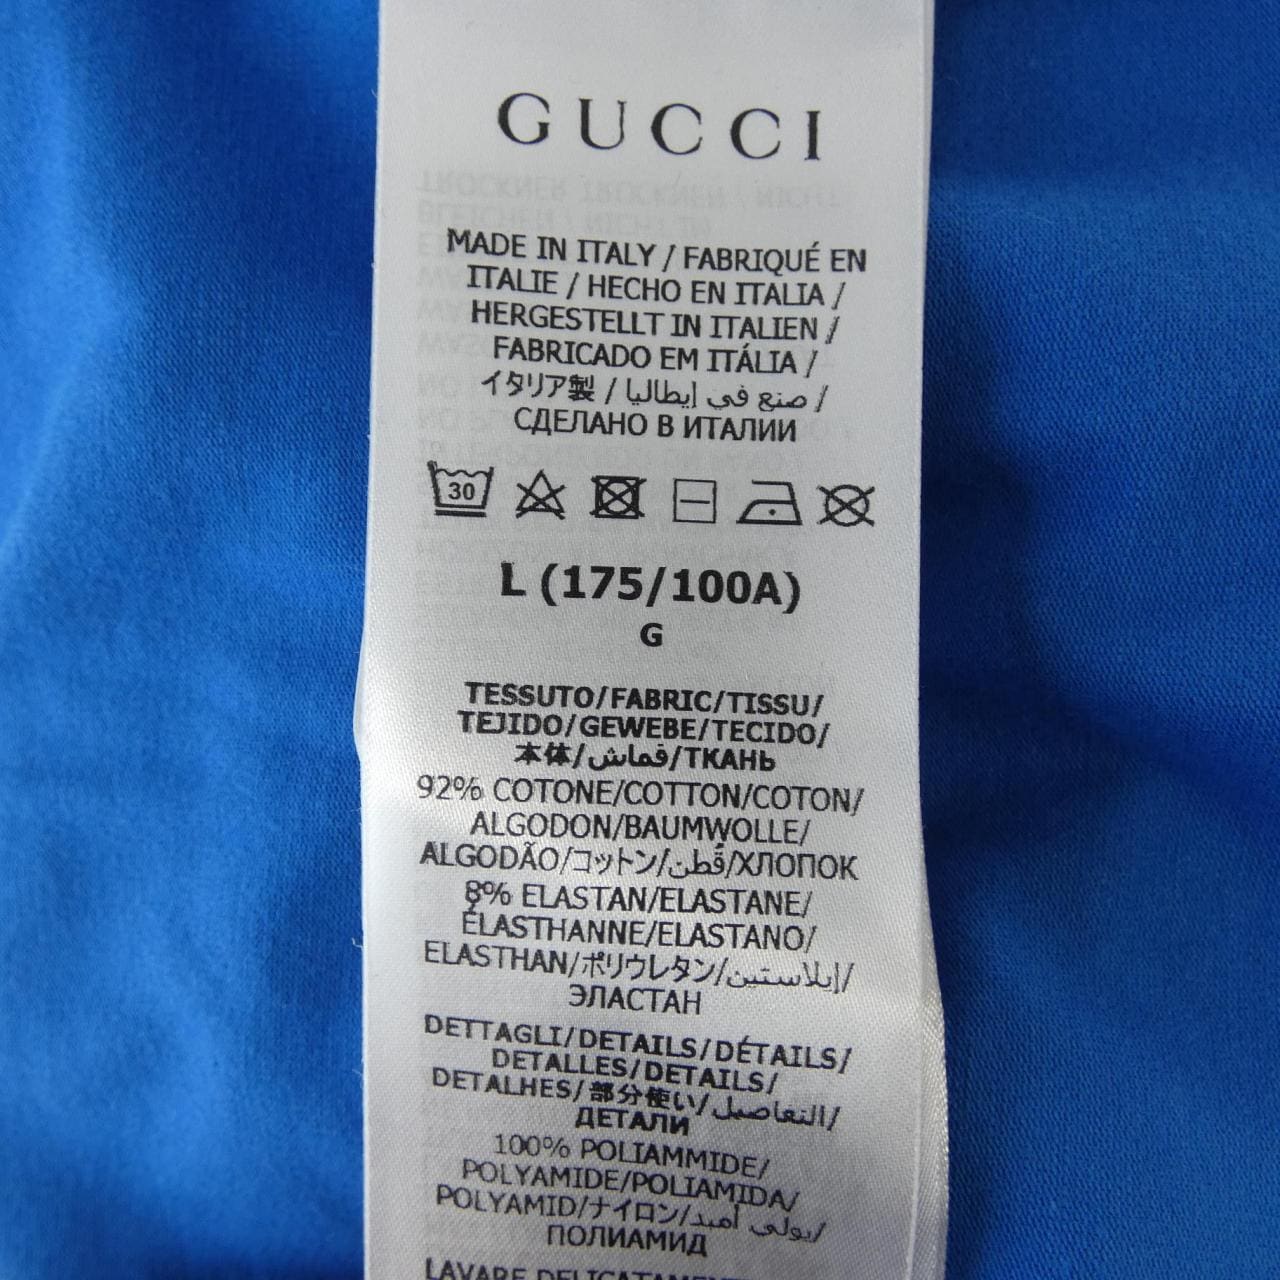 GUCCI
MADE IN ITALY / FABRIQUÉ EN
ITALIE / HECHO EN ITALIA /
HERGESTELLT IN ITALIEN /
FABRICADO EM ITÁLIA /
イタリア製 / صنع في إيطاليا /
СДЕЛАНО В ИТАЛИИ
30
L (175/100A)
G
TESSUTO/FABRIC/TISSU/
TEJIDO/GEWEBE/TECIDO/
本体/قماش/ТКАНЬ
92% COTONE/COTTON/COTON/
ALGODON/BAUMWOLLE/
ALGODÃO/コットン/قُطن/ХЛОПОК
8% ELASTAN/ELASTANE/
ÉLASTHANNE/ELASTANO/
ELASTHAN/ポリウレタン/إيلاستين/
ЭЛАСТАН
DETTAGLI/DETAILS/DÉTAILS/
DETALLES/DETAILS/
DETALHES/部分使い/التفاصيل/
ДЕТАЛИ
100% POLIAMMIDE/
POLYAMIDE/POLIAMIDA/
POLYAMID/ナイロン/بولي أميد/
ПОЛИАМИД